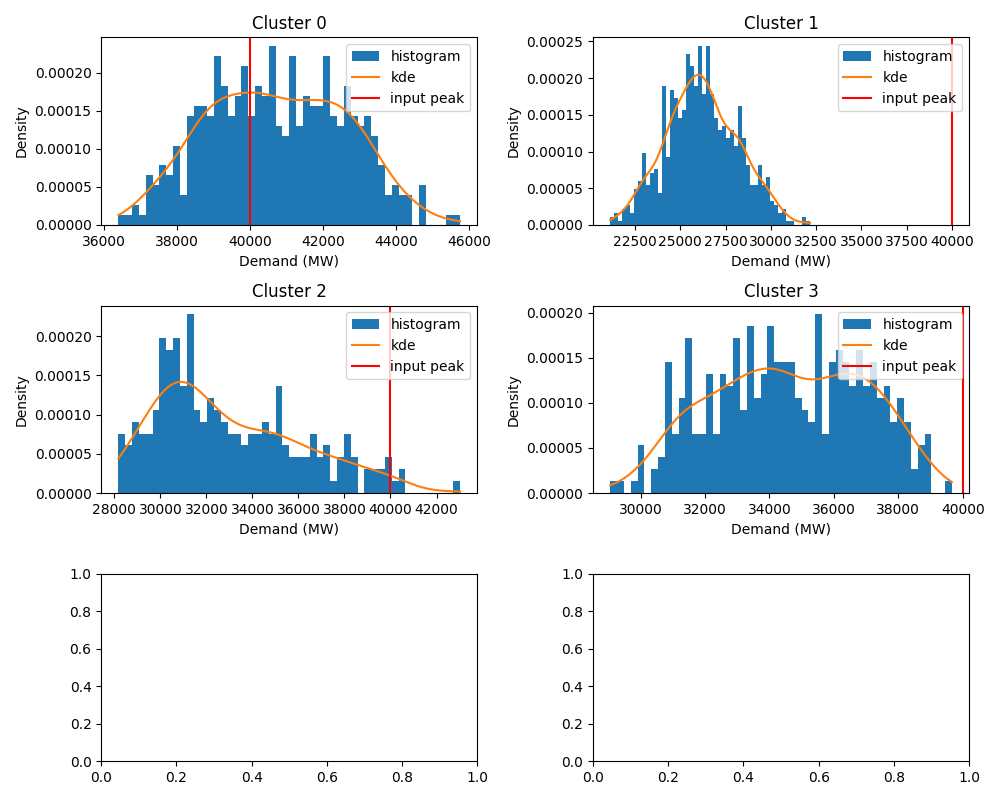 Cluster 0
Density
0.00020
0.00015
0.00010
0.00005
0.00000
histogram
kde
input peak
36000 38000 40000 42000 44000 46000
Demand (MW)
Cluster 1
Density
0.00025
0.00020
0.00015
0.00010
0.00005
0.00000
histogram
kde
input peak
22500 25000 27500 30000 32500 35000 37500 40000
Demand (MW)
Cluster 2
Density
0.00020
0.00015
0.00010
0.00005
0.00000
histogram
kde
input peak
28000 30000 32000 34000 36000 38000 40000 42000
Demand (MW)
Cluster 3
Density
0.00020
0.00015
0.00010
0.00005
0.00000
histogram
kde
input peak
30000 32000 34000 36000 38000 40000
Demand (MW)
1.0
0.8
0.6
0.4
0.2
0.0
0.0 0.2 0.4 0.6 0.8 1.0
1.0
0.8
0.6
0.4
0.2
0.0
0.0 0.2 0.4 0.6 0.8 1.0